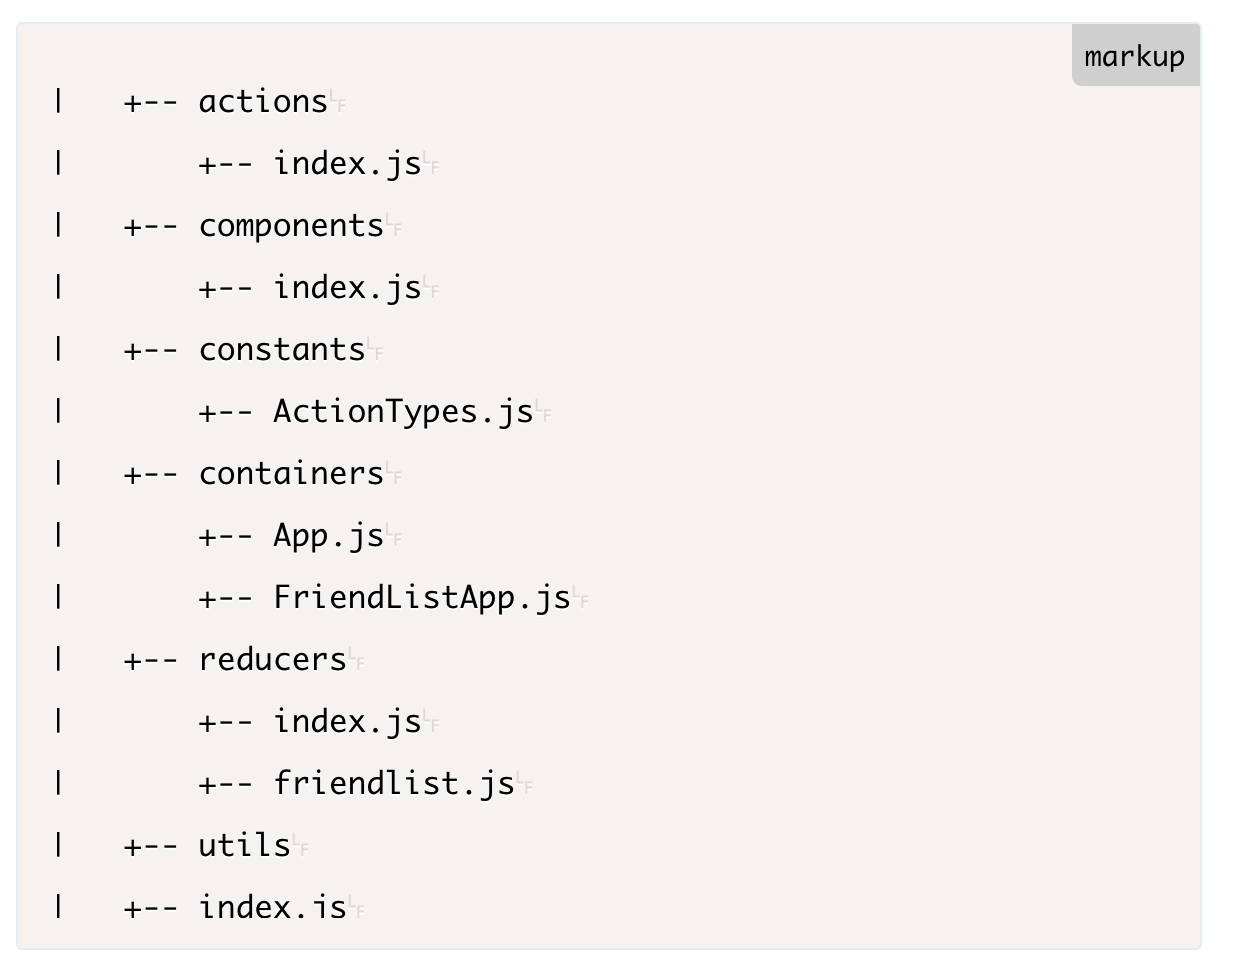 markup
|   +-- actions␊
|       +-- index.js␊
|   +-- components␊
|       +-- index.js␊
|   +-- constants␊
|       +-- ActionTypes.js␊
|   +-- containers␊
|       +-- App.js␊
|       +-- FriendListApp.js␊
|   +-- reducers␊
|       +-- index.js␊
|       +-- friendlist.js␊
|   +-- utils␊
|   +-- index.is␊